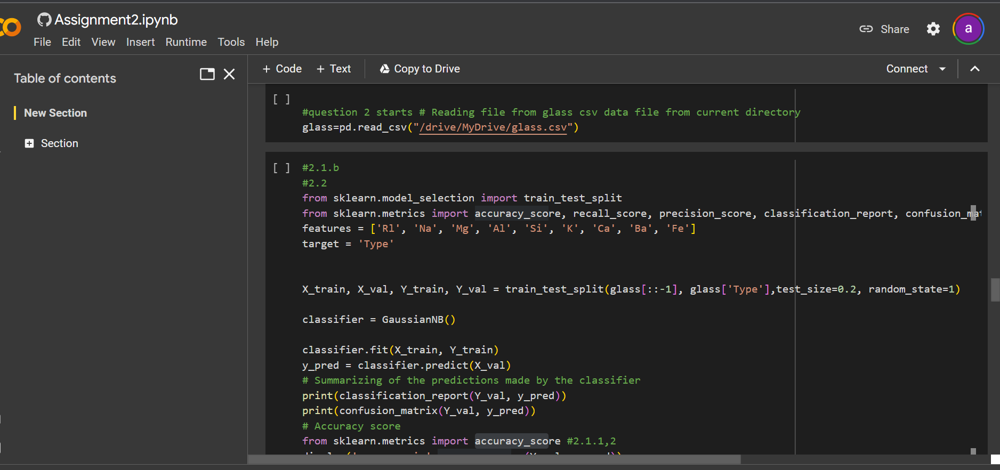 Assignment2.ipynb
File Edit View Insert Runtime Tools Help
Share
a
Table of contents
New Section
Section
+ Code + Text Copy to Drive
Connect
[ ]
#question 2 starts # Reading file from glass csv data file from current directory
glass=pd.read_csv("/drive/MyDrive/glass.csv")
[ ] #2.1.b
#2.2
from sklearn.model_selection import train_test_split
from sklearn.metrics import accuracy_score, recall_score, precision_score, classification_report, confusion_mat
features = ['Rl', 'Na', 'Mg', 'Al', 'Si', 'K', 'Ca', 'Ba', 'Fe']
target = 'Type'
X_train, X_val, Y_train, Y_val = train_test_split(glass[::-1], glass['Type'],test_size=0.2, random_state=1)
classifier = GaussianNB()
classifier.fit(X_train, Y_train)
y_pred = classifier.predict(X_val)
# Summarizing of the predictions made by the classifier
print(classification_report(Y_val, y_pred))
print(confusion_matrix(Y_val, y_pred))
# Accuracy score
from sklearn.metrics import accuracy_score #2.1.1,2